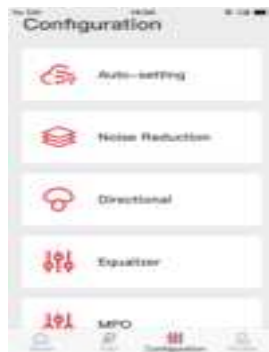 Configuration
Auto-setting
Noise Reduction
Directional
Equalizer
MPO
Configuration